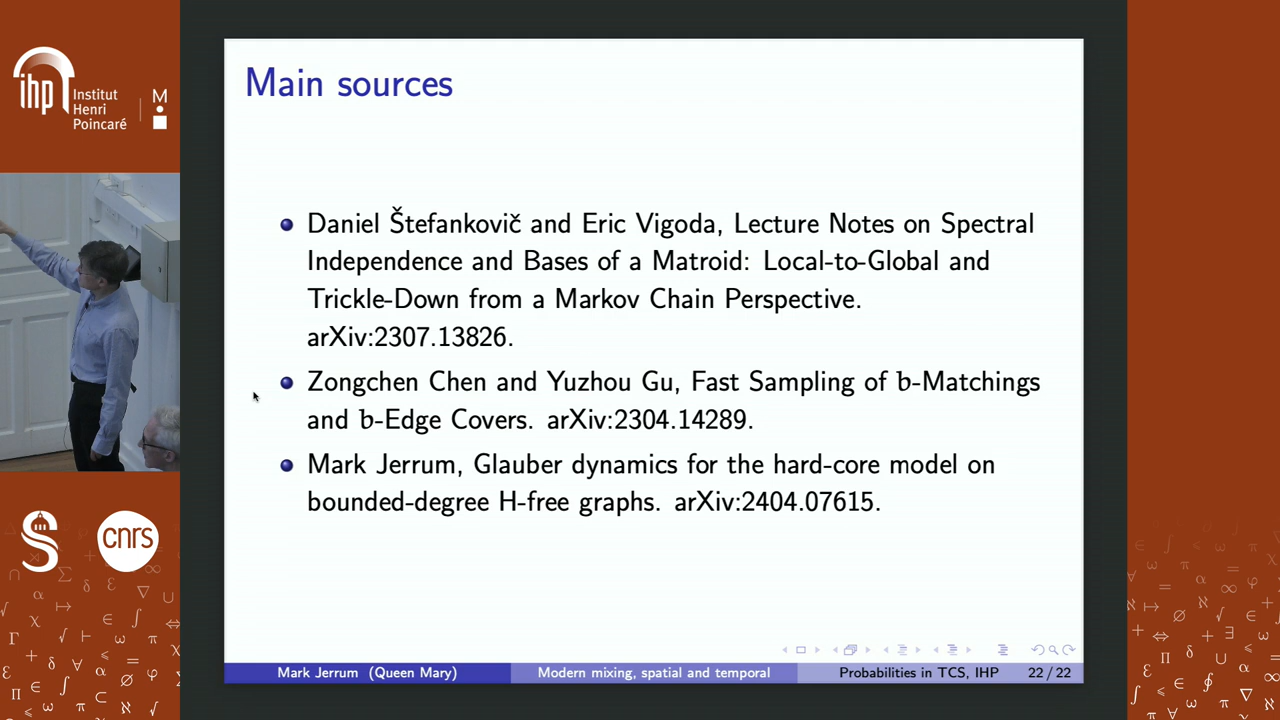 ihp
Institut
Henri
Poincaré
M
Main sources
Daniel Štefankovič and Eric Vigoda, Lecture Notes on Spectral
Independence and Bases of a Matroid: Local-to-Global and
Trickle-Down from a Markov Chain Perspective.
arXiv:2307.13826.
Zongchen Chen and Yuzhou Gu, Fast Sampling of b-Matchings
and b-Edge Covers. arXiv:2304.14289.
Mark Jerrum, Glauber dynamics for the hard-core model on
bounded-degree H-free graphs. arXiv:2404.07615.
S
cnrs
Mark Jerrum (Queen Mary)
Modern mixing, spatial and temporal
Probabilities in TCS, IHP
22 / 22